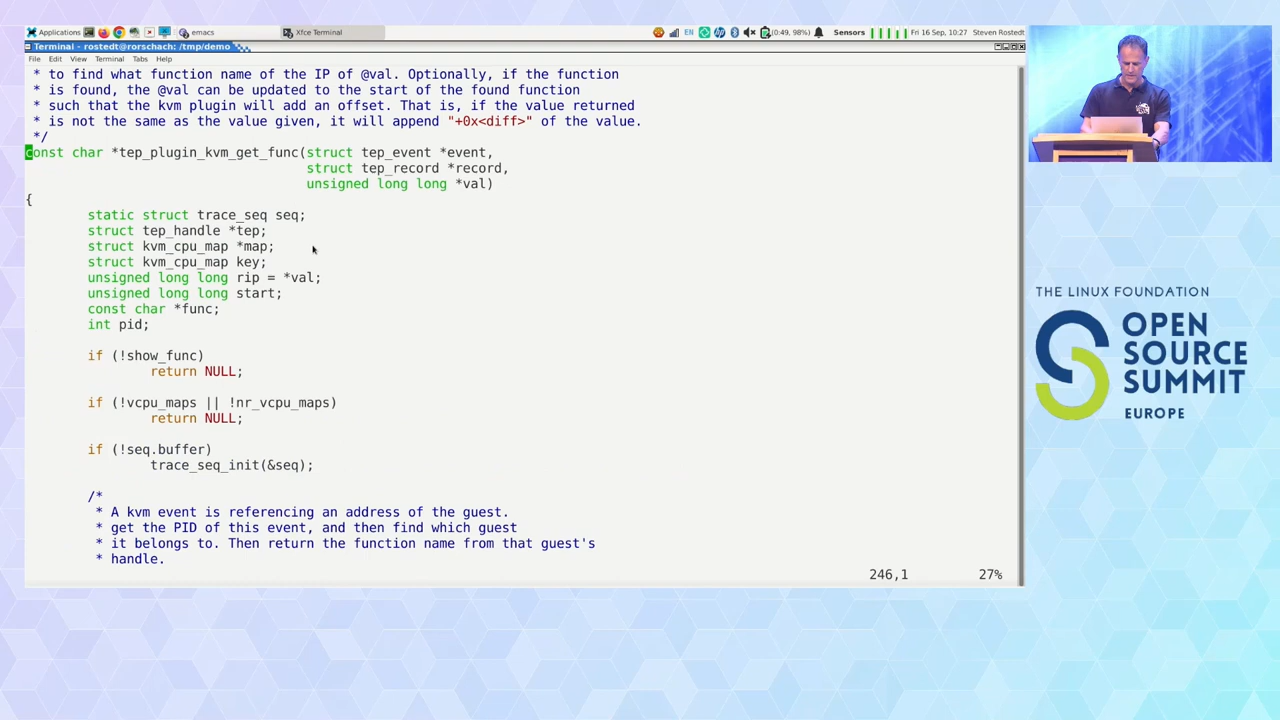 Applications
emacs
Xfce Terminal
EN
(0:49, 98%)
Sensors
Fri 16 Sep, 10:27
Steven Rostedt
Terminal - rostedt@rorschach: /tmp/demo
File Edit View Terminal Tabs Help
* to find what function name of the IP of @val. Optionally, if the function
* is found, the @val can be updated to the start of the found function
* such that the kvm plugin will add an offset. That is, if the value returned
* is not the same as the value given, it will append "+0x<diff>" of the value.
*/
const char *tep_plugin_kvm_get_func(struct tep_event *event,
struct tep_record *record,
unsigned long long *val)
{
static struct trace_seq seq;
struct tep_handle *tep;
struct kvm_cpu_map *map;
struct kvm_cpu_map key;
unsigned long long rip = *val;
unsigned long long start;
const char *func;
int pid;
if (!show_func)
return NULL;
if (!vcpu_maps || !nr_vcpu_maps)
return NULL;
if (!seq.buffer)
trace_seq_init(&seq);
/*
* A kvm event is referencing an address of the guest.
* get the PID of this event, and then find which guest
* it belongs to. Then return the function name from that guest's
* handle.
246,1
27%
THE LINUX FOUNDATION
OPEN
SOURCE
SUMMIT
EUROPE